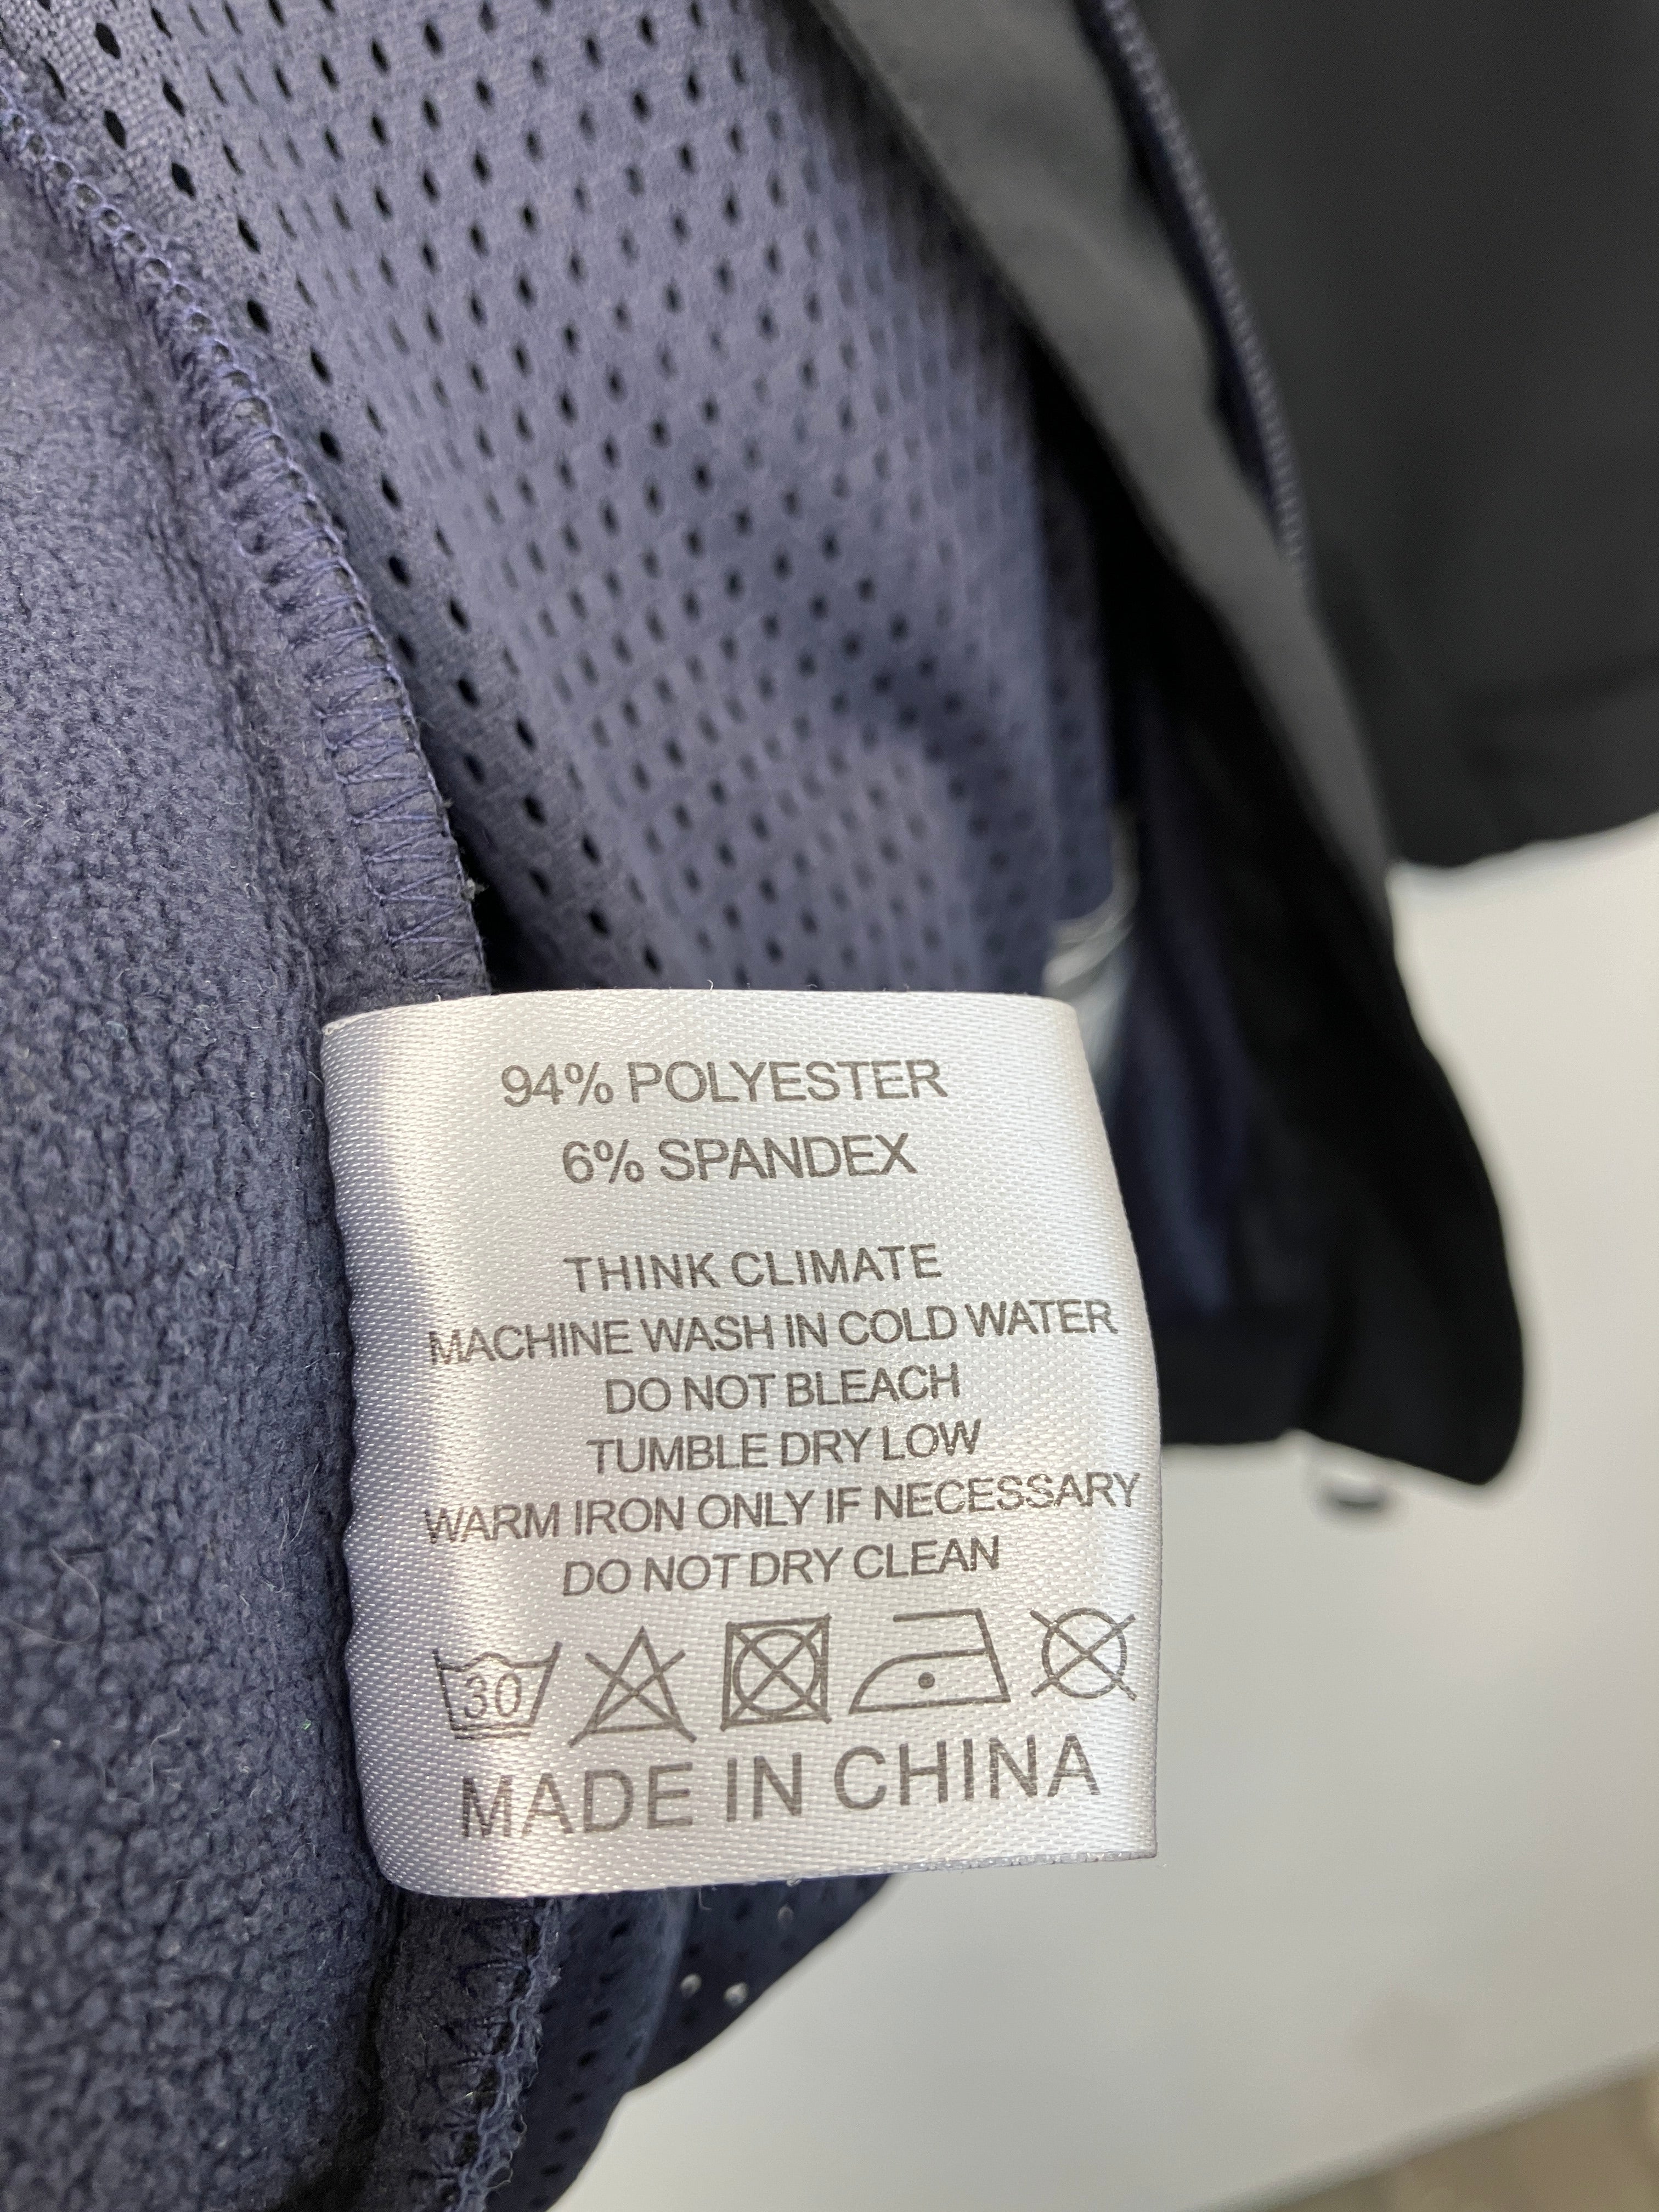 94% POLYESTER
6% SPANDEX
THINK CLIMATE
MACHINE WASH IN COLD WATER
DO NOT BLEACH
TUMBLE DRY LOW
WARM IRON ONLY IF NECESSARY
DO NOT DRY CLEAN
30
MADE IN CHINA